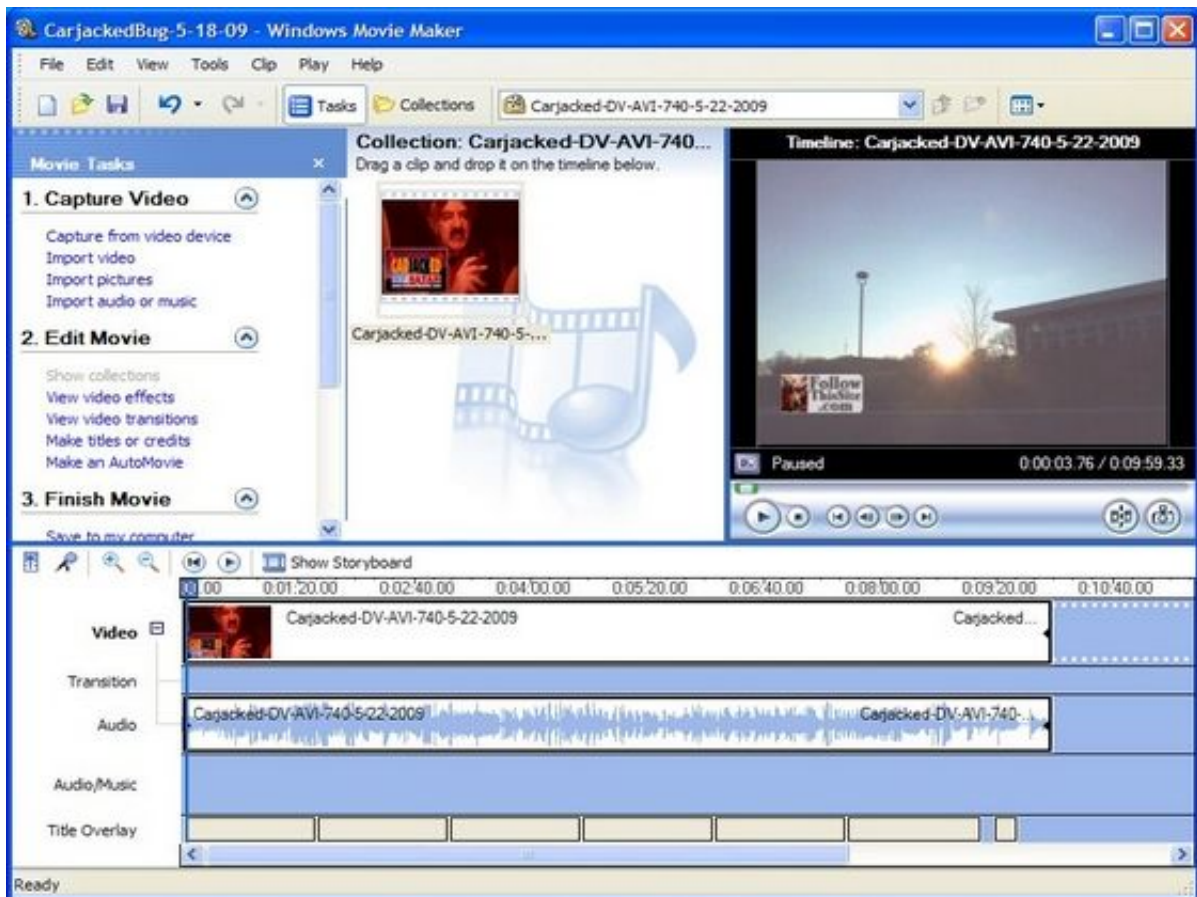 CarjackedBug-5-18-09 - Windows Movie Maker
File Edit View Tools Clip Play Help
Tasks Collections Carjacked-DV-AVI-740-5-22-2009
Movie Tasks
1. Capture Video
Capture from video device
Import video
Import pictures
Import audio or music
2. Edit Movie
Show collections
View video effects
View video transitions
Make titles or credits
Make an AutoMovie
3. Finish Movie
Save to my computer
Collection: Carjacked-DV-AVI-740...
Drag a clip and drop it on the timeline below.
CARJACKED
Carjacked-DV-AVI-740-5-...
Timeline: Carjacked-DV-AVI-740-5-22-2009
Follow
ThisSite
.com
Paused 0:00:03.76 / 0:09:59.33
Show Storyboard
00 0:01:20.00 0:02:40.00 0:04:00.00 0:05:20.00 0:06:40.00 0:08:00.00 0:09:20.00 0:10:40.00
Video Carjacked-DV-AVI-740-5-22-2009 Carjacked...
Transition
Audio Carjacked-DV-AVI-740-5-22-2009 Carjacked-DV-AVI-740-...
Audio/Music
Title Overlay
Ready